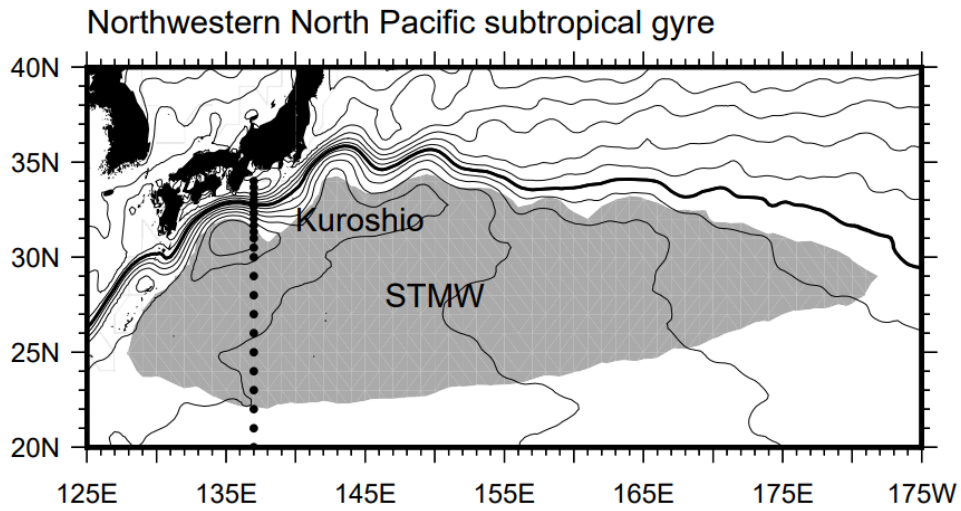 Northwestern North Pacific subtropical gyre
40N
35N
30N
25N
20N
Kuroshio
STMW
125E 135E 145E 155E 165E 175E 175W